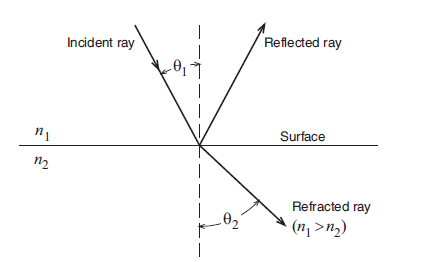 Incident ray
Reflected ray
θ₁
n₁
Surface
n₂
θ₂
Refracted ray
(n₁ > n₂)